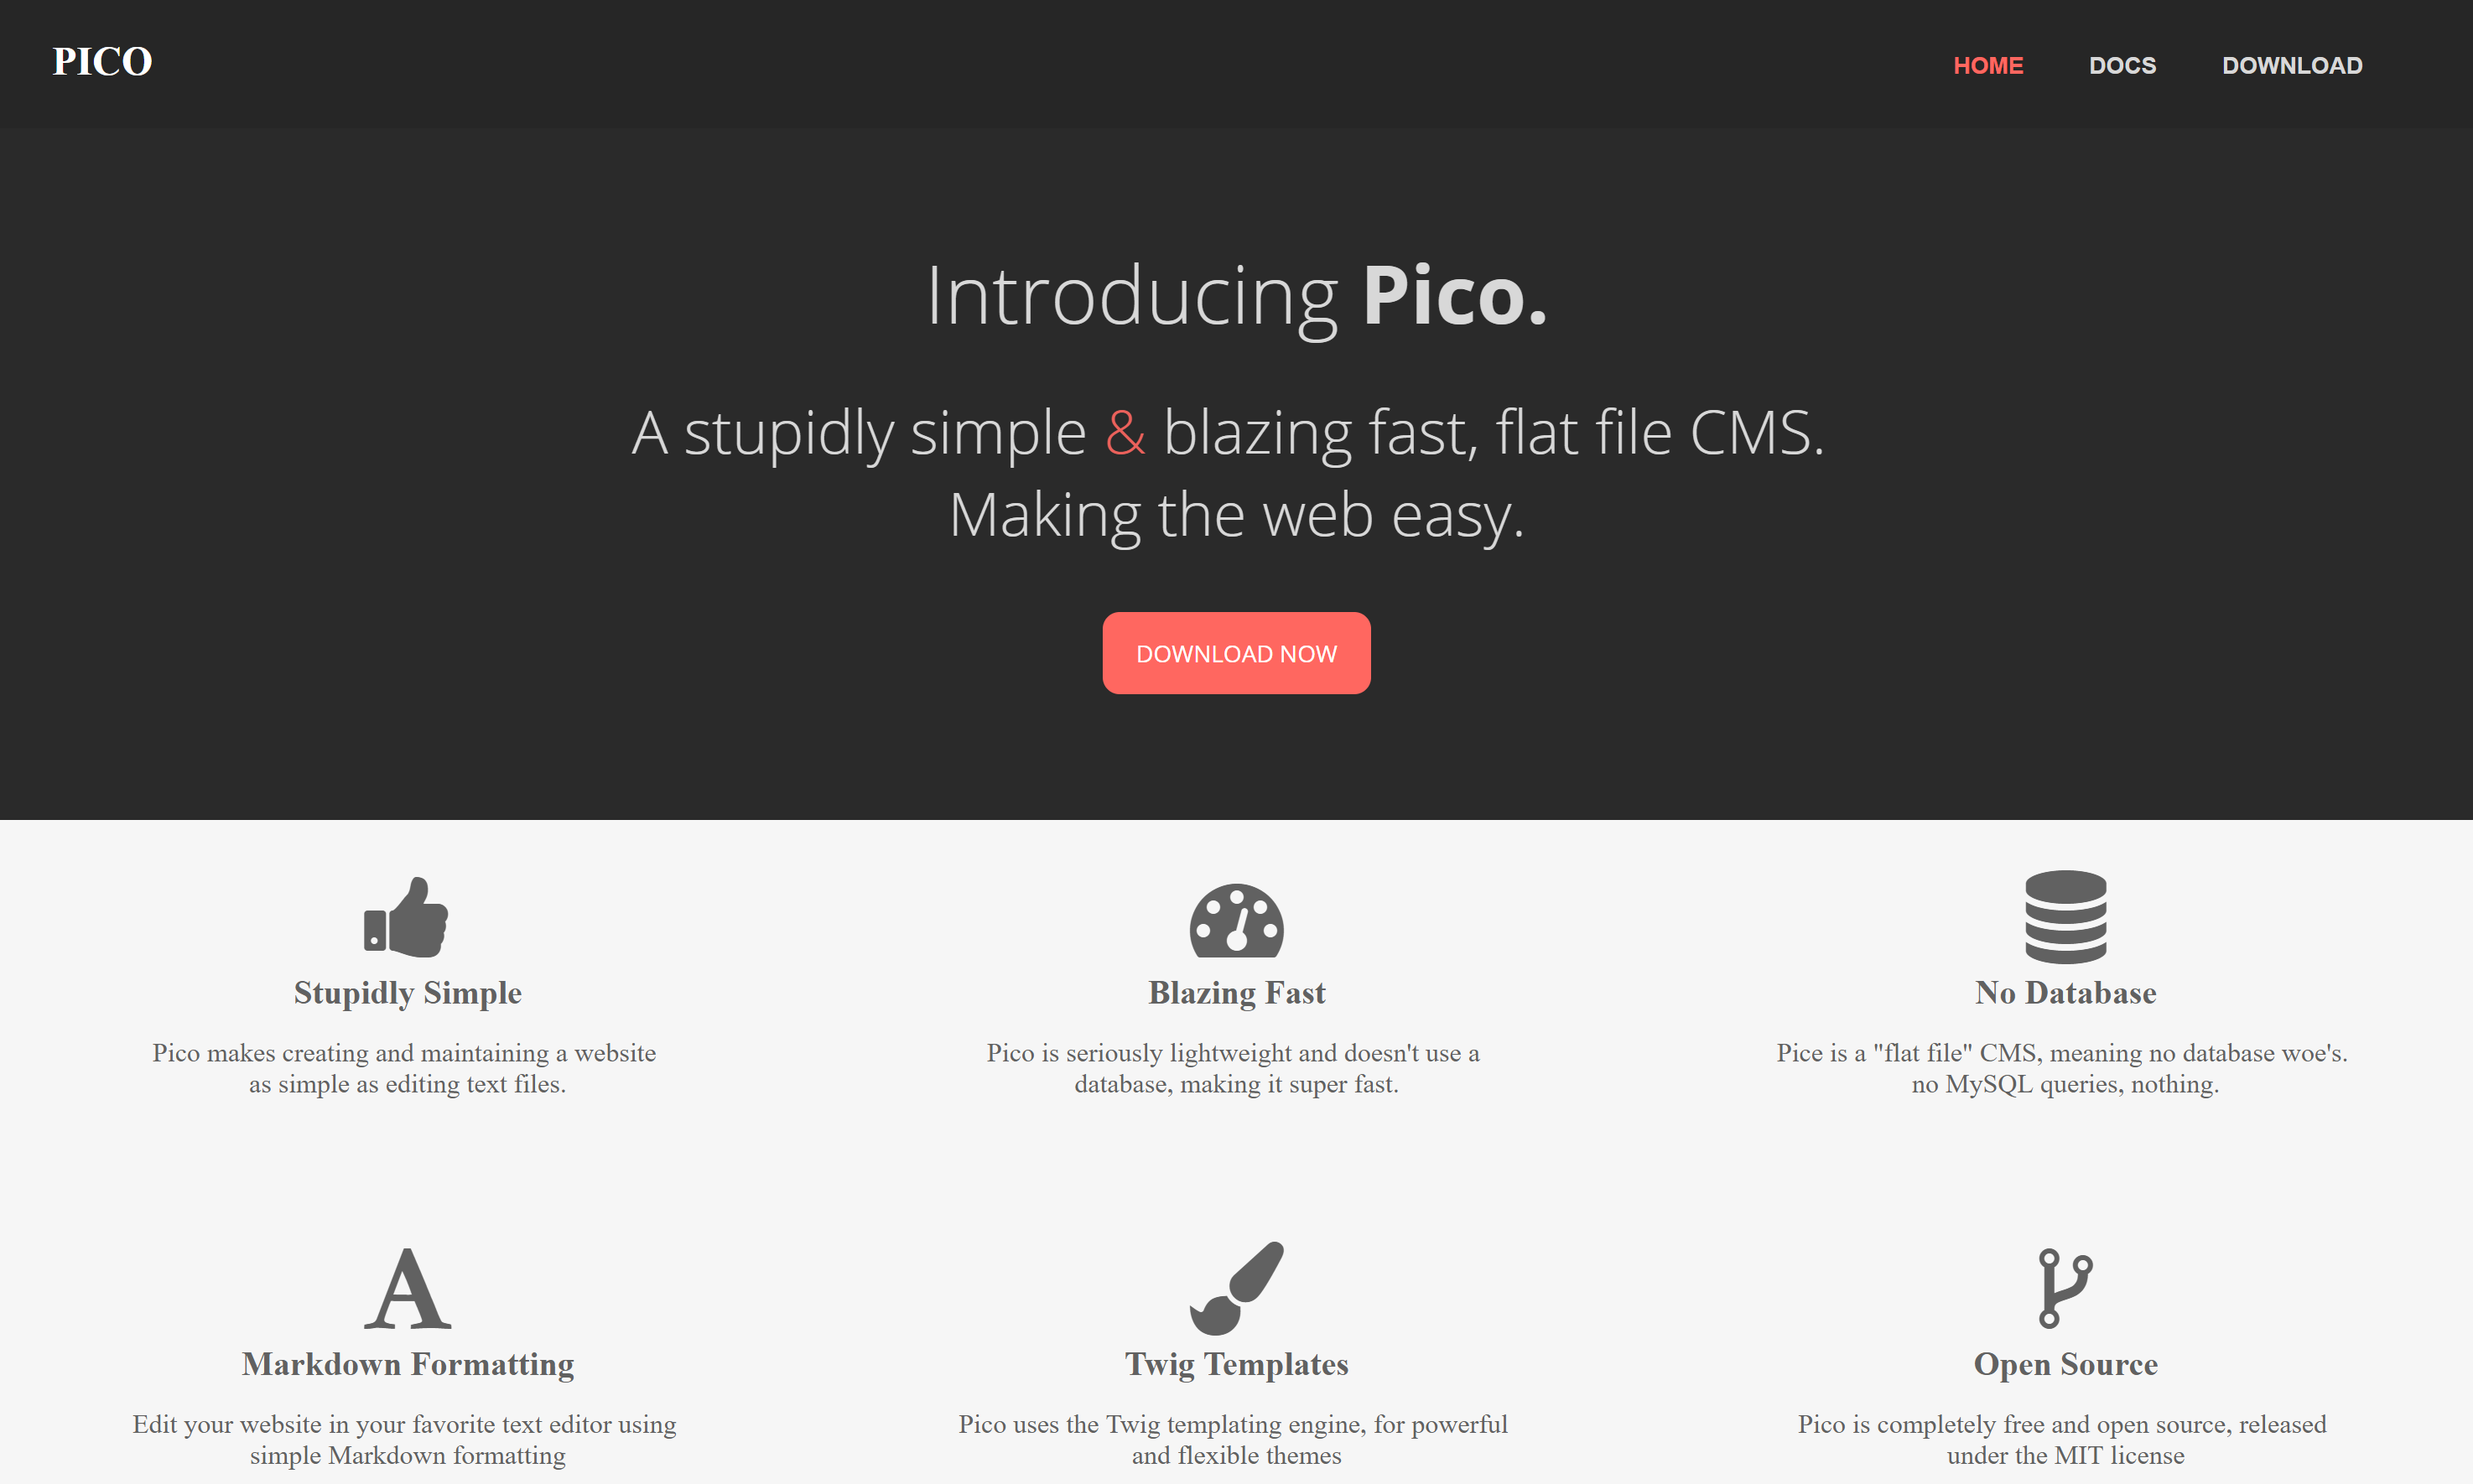 PICO
HOME DOCS DOWNLOAD
Introducing Pico.
A stupidly simple & blazing fast, flat file CMS.
Making the web easy.
DOWNLOAD NOW
Stupidly Simple
Pico makes creating and maintaining a website
as simple as editing text files.
Blazing Fast
Pico is seriously lightweight and doesn't use a
database, making it super fast.
No Database
Pice is a "flat file" CMS, meaning no database woe's.
no MySQL queries, nothing.
Markdown Formatting
Edit your website in your favorite text editor using
simple Markdown formatting
Twig Templates
Pico uses the Twig templating engine, for powerful
and flexible themes
Open Source
Pico is completely free and open source, released
under the MIT license